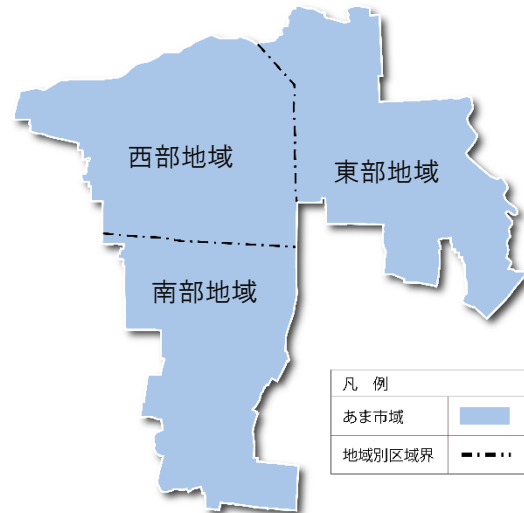 西部地域
東部地域
南部地域
凡 例
あま市域
地域別区域界